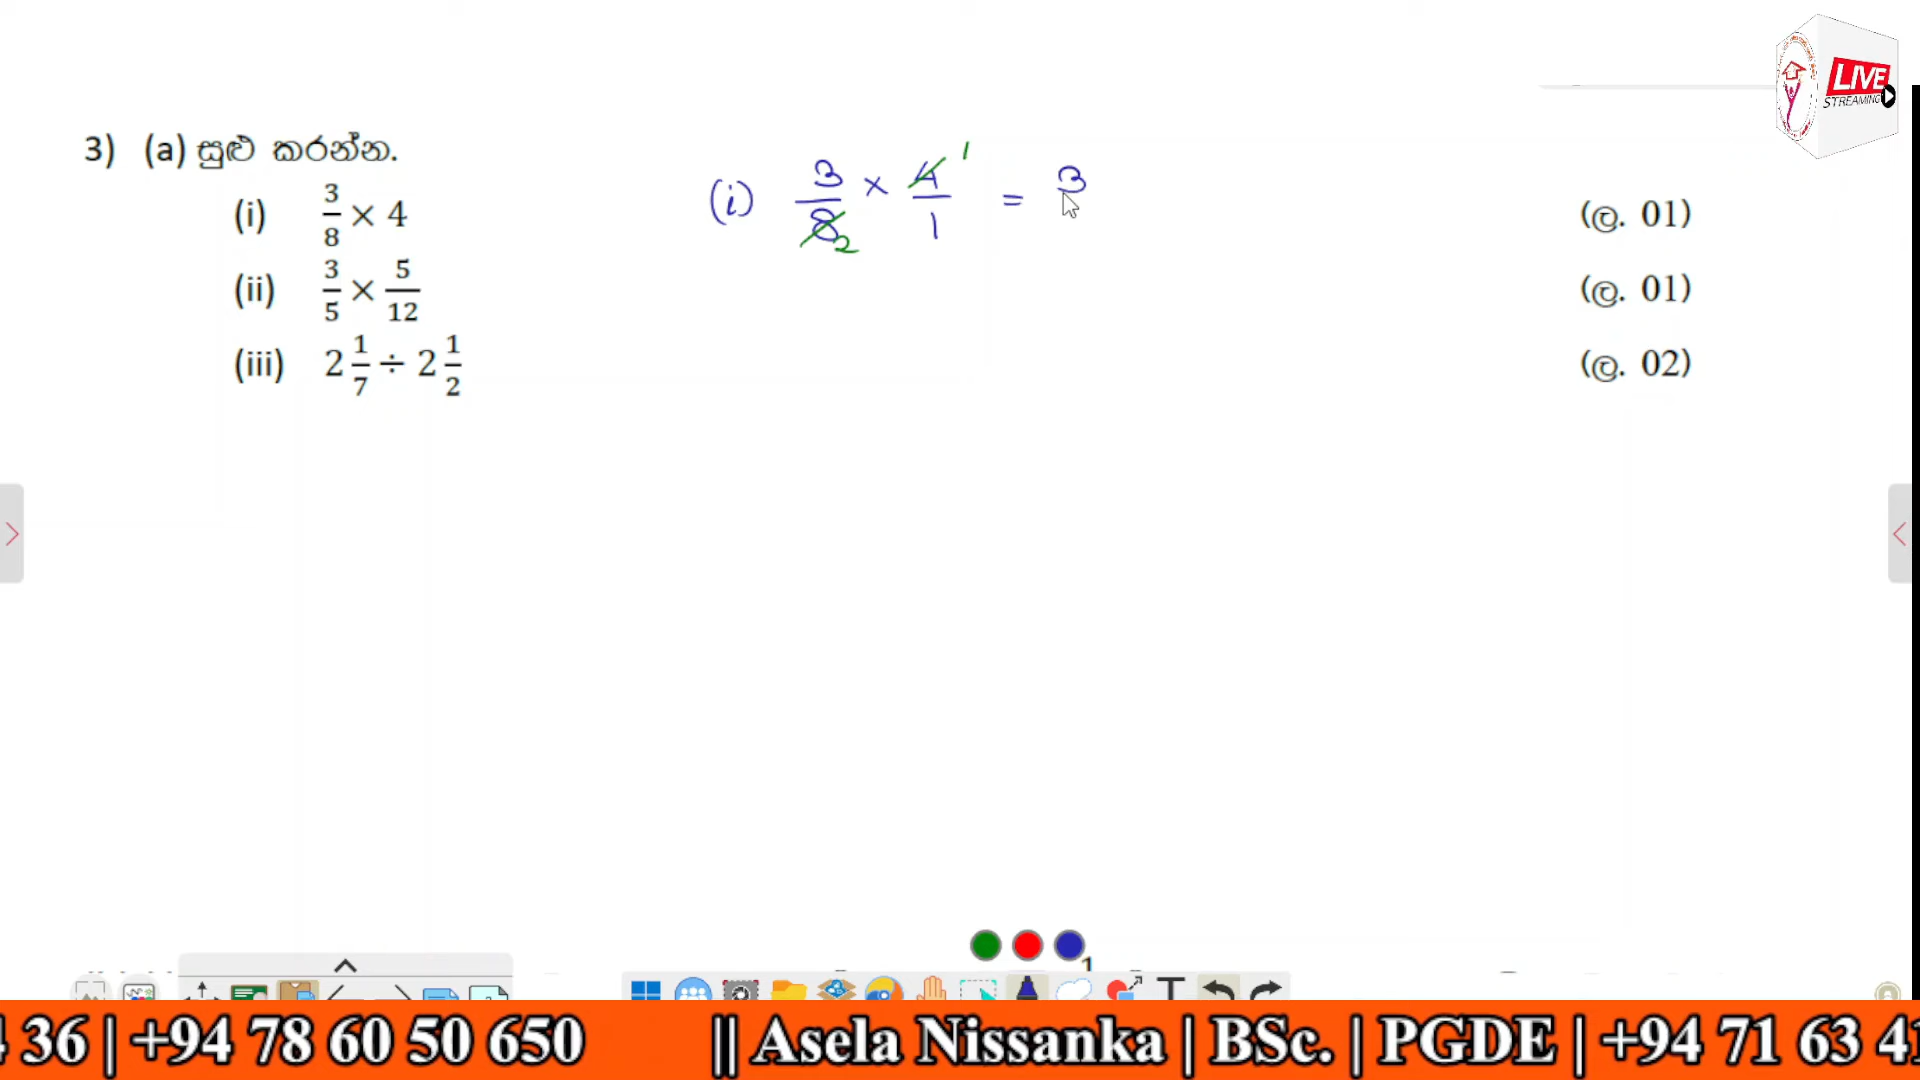 LIVE
STREAMING
3) (a) සුළු කරන්න.
(i) 3/8 × 4 (ල. 01)
(i) 3/8 2 × 4 1/1 = 3
(ii) 3/5 × 5/12 (ල. 01)
(iii) 2 1/7 ÷ 2 1/2 (ල. 02)
36 | +94 78 60 50 650 || Asela Nissanka | BSc. | PGDE | +94 71 63